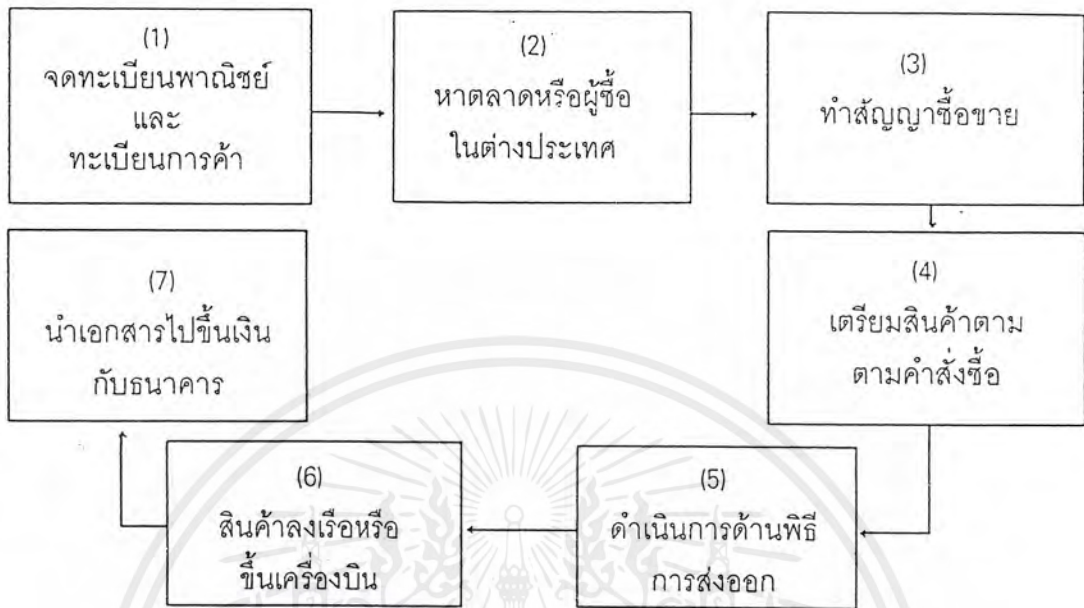 (1)
จดทะเบียนพาณิชย์
และ
ทะเบียนการค้า
(2)
หาตลาดหรือผู้ซื้อ
ในต่างประเทศ
(3)
ทำสัญญาซื้อขาย
(4)
เตรียมสินค้าตาม
ตามคำสั่งซื้อ
(5)
ดำเนินการด้านพิธี
การส่งออก
(6)
สินค้าลงเรือหรือ
ขึ้นเครื่องบิน
(7)
นำเอกสารไปขึ้นเงิน
กับธนาคาร